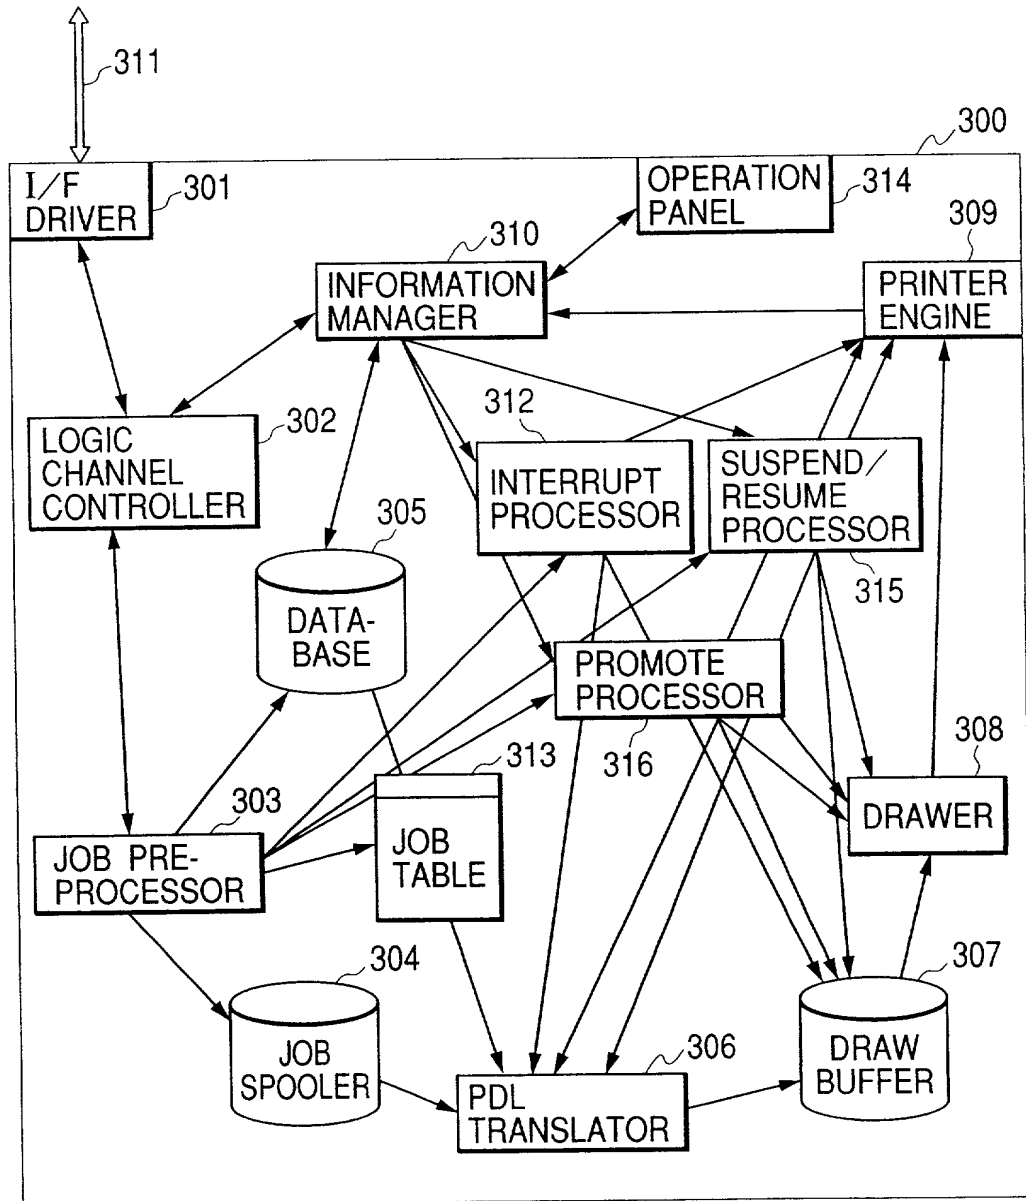 311
300
I/F
DRIVER
301
OPERATION
PANEL
314
310
309
INFORMATION
MANAGER
PRINTER
ENGINE
302
312
LOGIC
CHANNEL
CONTROLLER
INTERRUPT
PROCESSOR
SUSPEND/
RESUME
PROCESSOR
305
315
DATA-
BASE
PROMOTE
PROCESSOR
313
316
308
303
DRAWER
JOB PRE-
PROCESSOR
JOB
TABLE
304
307
JOB
SPOOLER
306
DRAW
BUFFER
PDL
TRANSLATOR